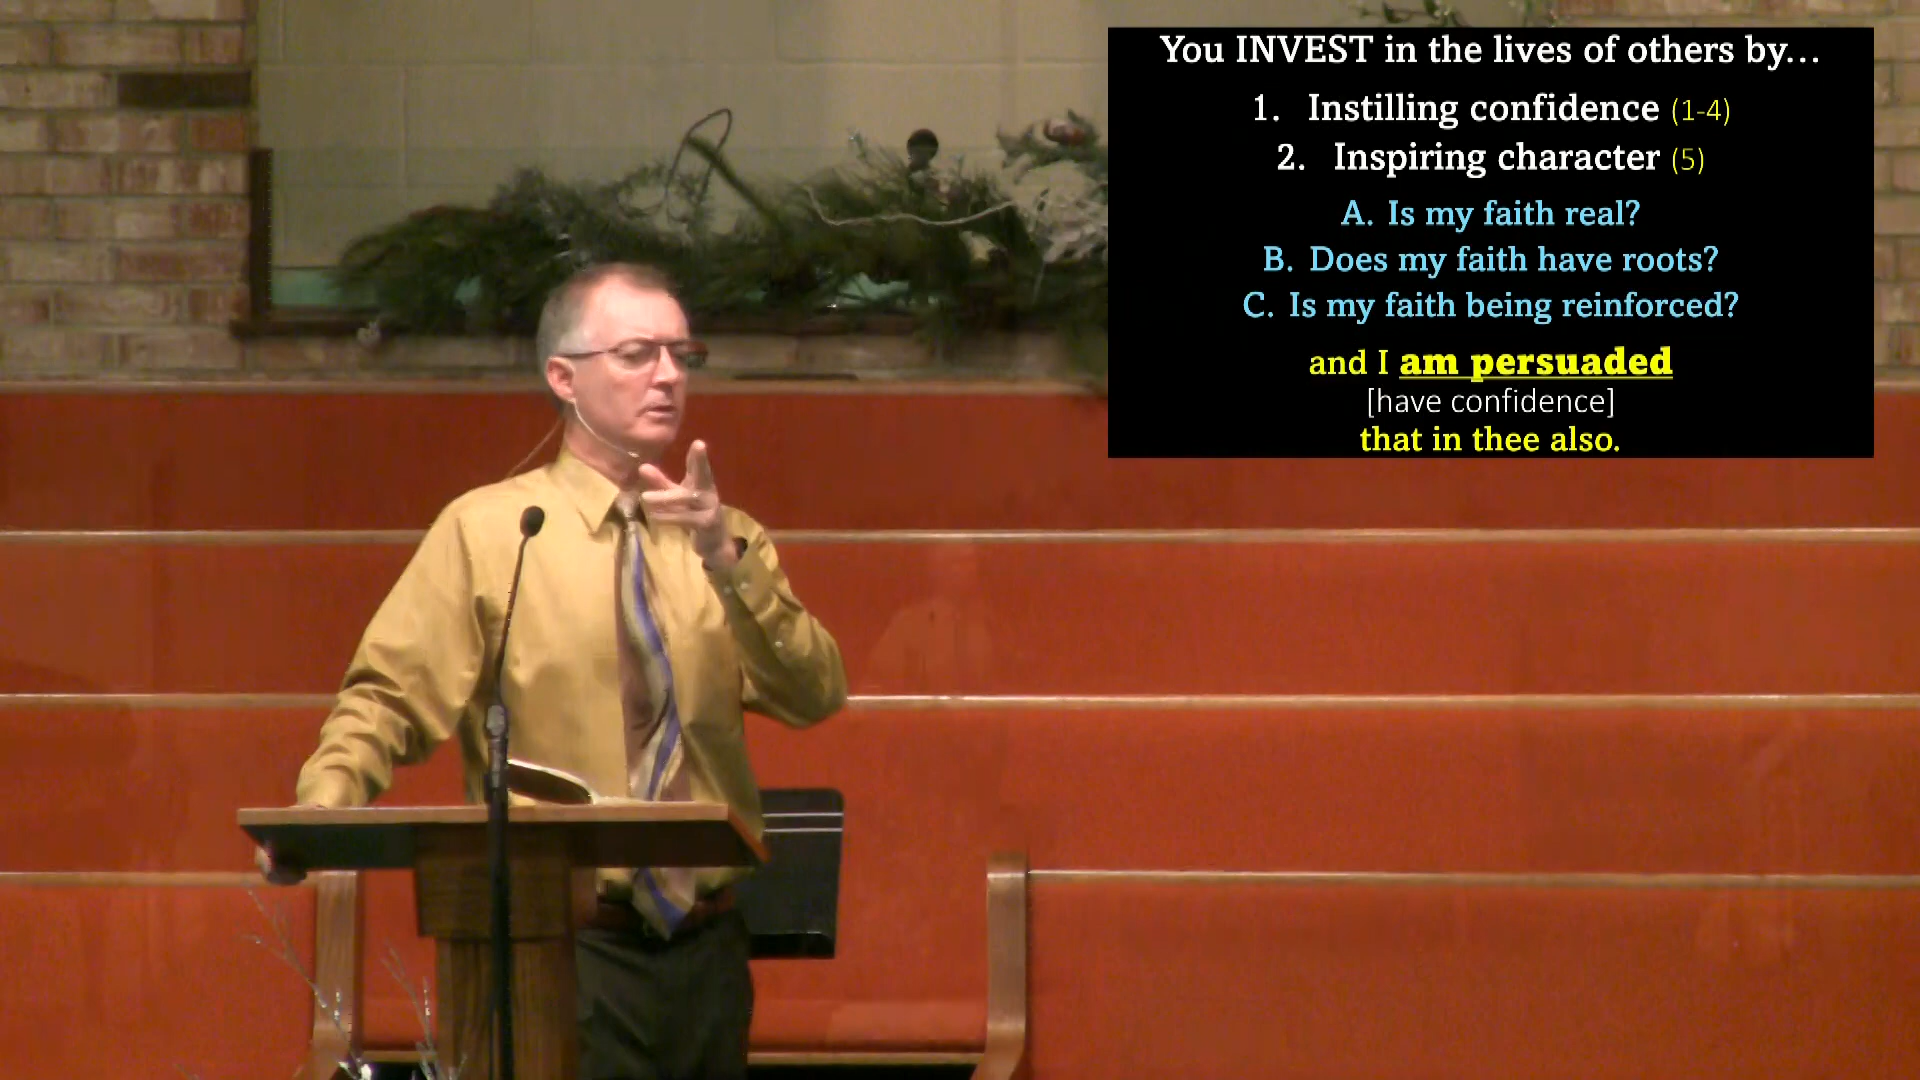 You INVEST in the lives of others by...
1. Instilling confidence (1-4)
2. Inspiring character (5)
A. Is my faith real?
B. Does my faith have roots?
C. Is my faith being reinforced?
and I am persuaded
[have confidence]
that in thee also.